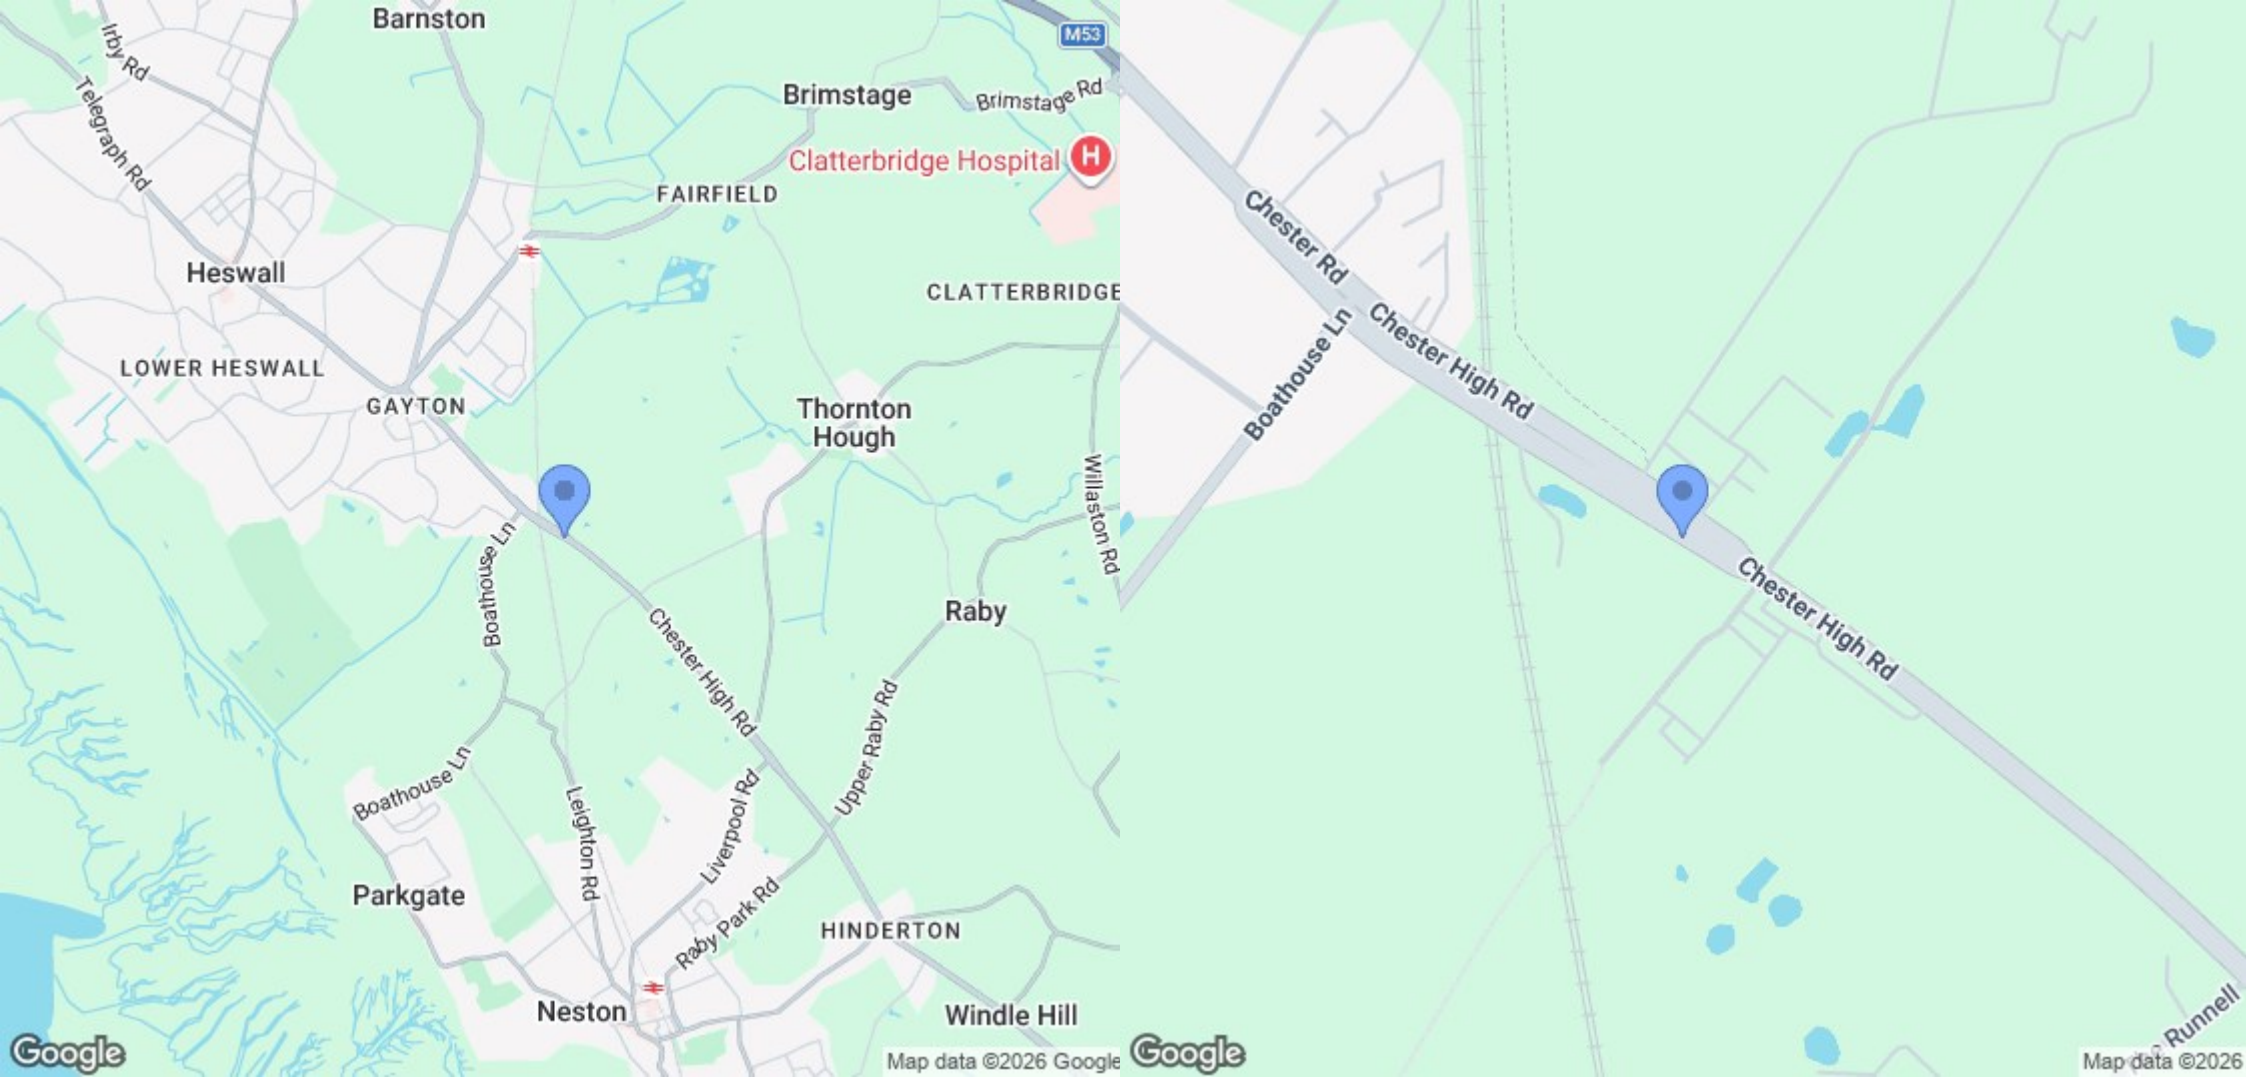 Barnston
Irby Rd
M53
Brimstage
Brimstage Rd
Telegraph Rd
Clatterbridge Hospital
H
FAIRFIELD
Heswall
CLATTERBRIDGE
LOWER HESWALL
GAYTON
Thornton
Hough
Willaston Rd
Boathouse Ln
Raby
Chester High Rd
Upper Raby Rd
Boathouse Ln
Leighton Rd
Liverpool Rd
Parkgate
Raby Park Rd
HINDERTON
Neston
Windle Hill
Google
Map data ©2026 Google
Chester Rd
Chester High Rd
Boathouse Ln
Chester High Rd
Runnell
Google
Map data ©2026